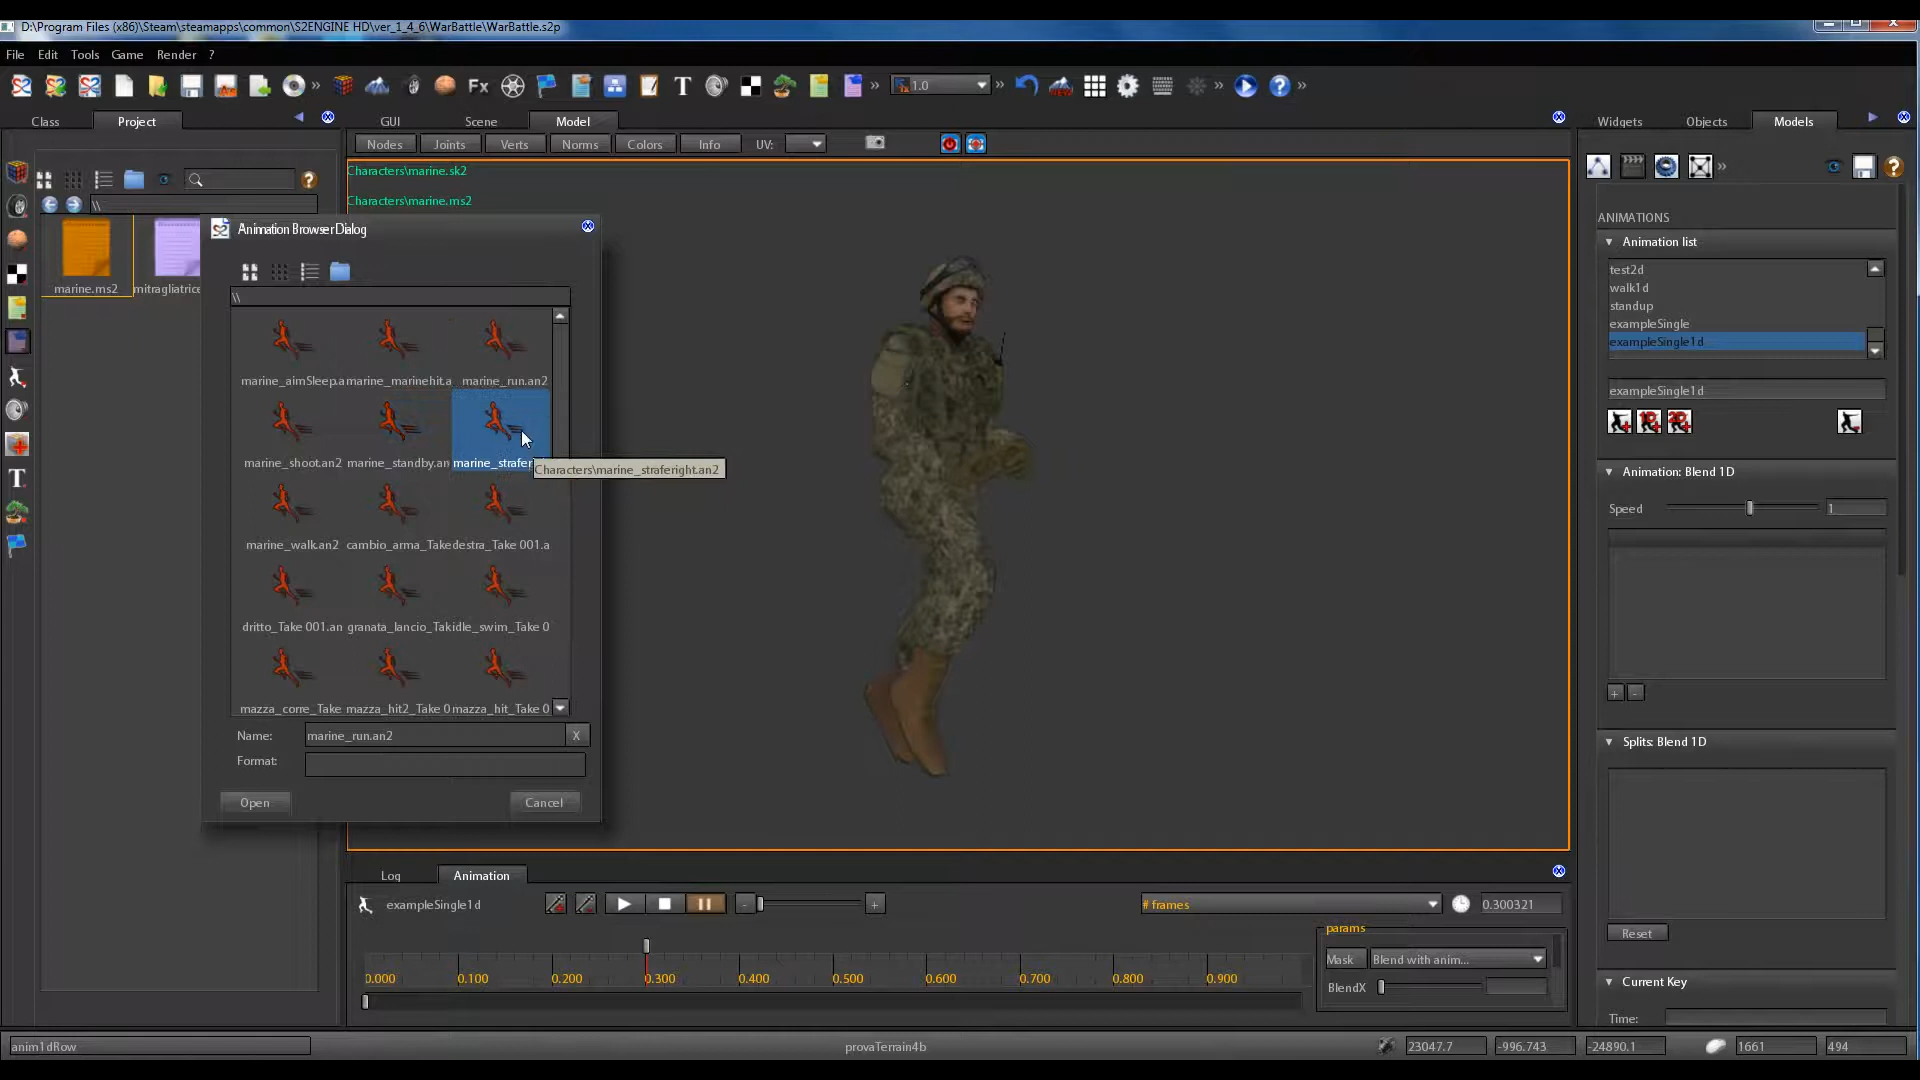 D:\Program Files (x86)\Steam\steamapps\common\S2ENGINE HD\ver_1_4_6\WarBattle\WarBattle.s2p
File Edit Tools Game Render ?
Fx T 1.0
Class Project GUI Scene Model Widgets Objects Models
Nodes Joints Verts Norms Colors Info UV:
Characters\marine.sk2
Characters\marine.ms2
\\
marine.ms2 mitragliatrice
Animation Browser Dialog
\\
marine_aimSleep.a marine_marinehit.a marine_run.an2
marine_shoot.an2 marine_standby.an marine_strafer
Characters\marine_straferight.an2
marine_walk.an2 cambio_arma_Take destra_Take 001.a
dritto_Take 001.an granata_lancio_Tak idle_swim_Take 0
mazza_corre_Take mazza_hit2_Take 0 mazza_hit_Take 0
Name: marine_run.an2 X
Format:
Open Cancel
ANIMATIONS
Animation list
test2d
walk1d
standup
exampleSingle
exampleSingle1d
exampleSingle1d
1D 2D
Animation: Blend 1D
Speed 1
+ -
Splits: Blend 1D
Reset
Current Key
Time:
Log Animation
exampleSingle1d - + # frames 0.300321
params
Mask Blend with anim...
BlendX
0.000 0.100 0.200 0.300 0.400 0.500 0.600 0.700 0.800 0.900
anim1dRow provaTerrain4b 23047.7 -996.743 -24890.1 1661 494